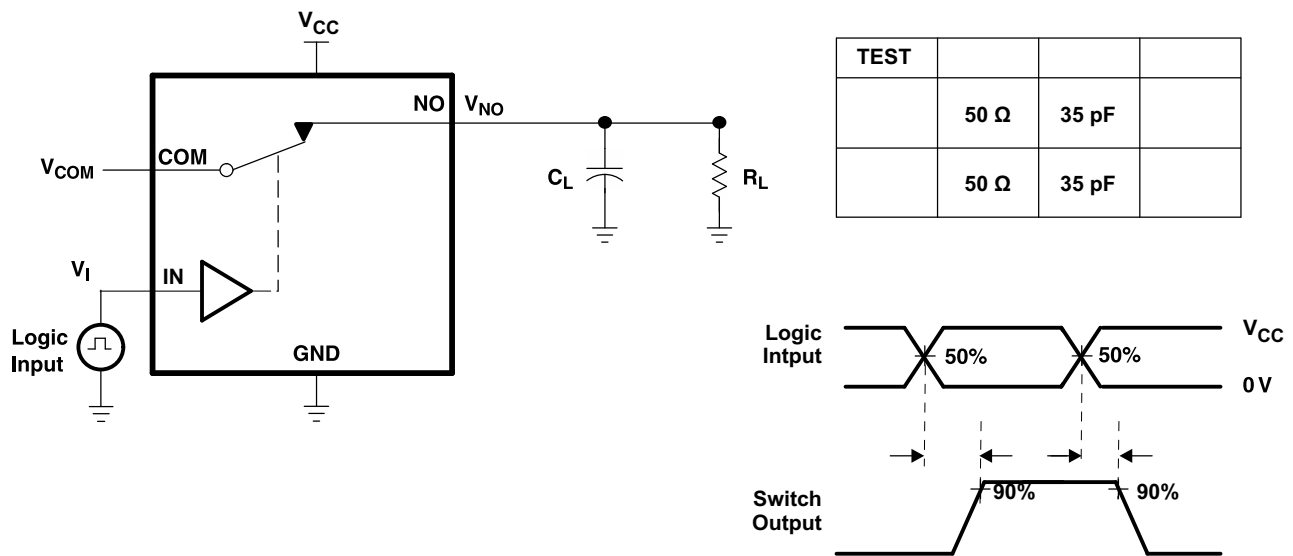 VCC
NO VNO
VCOM COM
CL RL
VI IN
Logic
Input
GND
TEST
50 Ω 35 pF
50 Ω 35 pF
Logic
Intput
50% 50%
VCC
0 V
Switch
Output
90% 90%